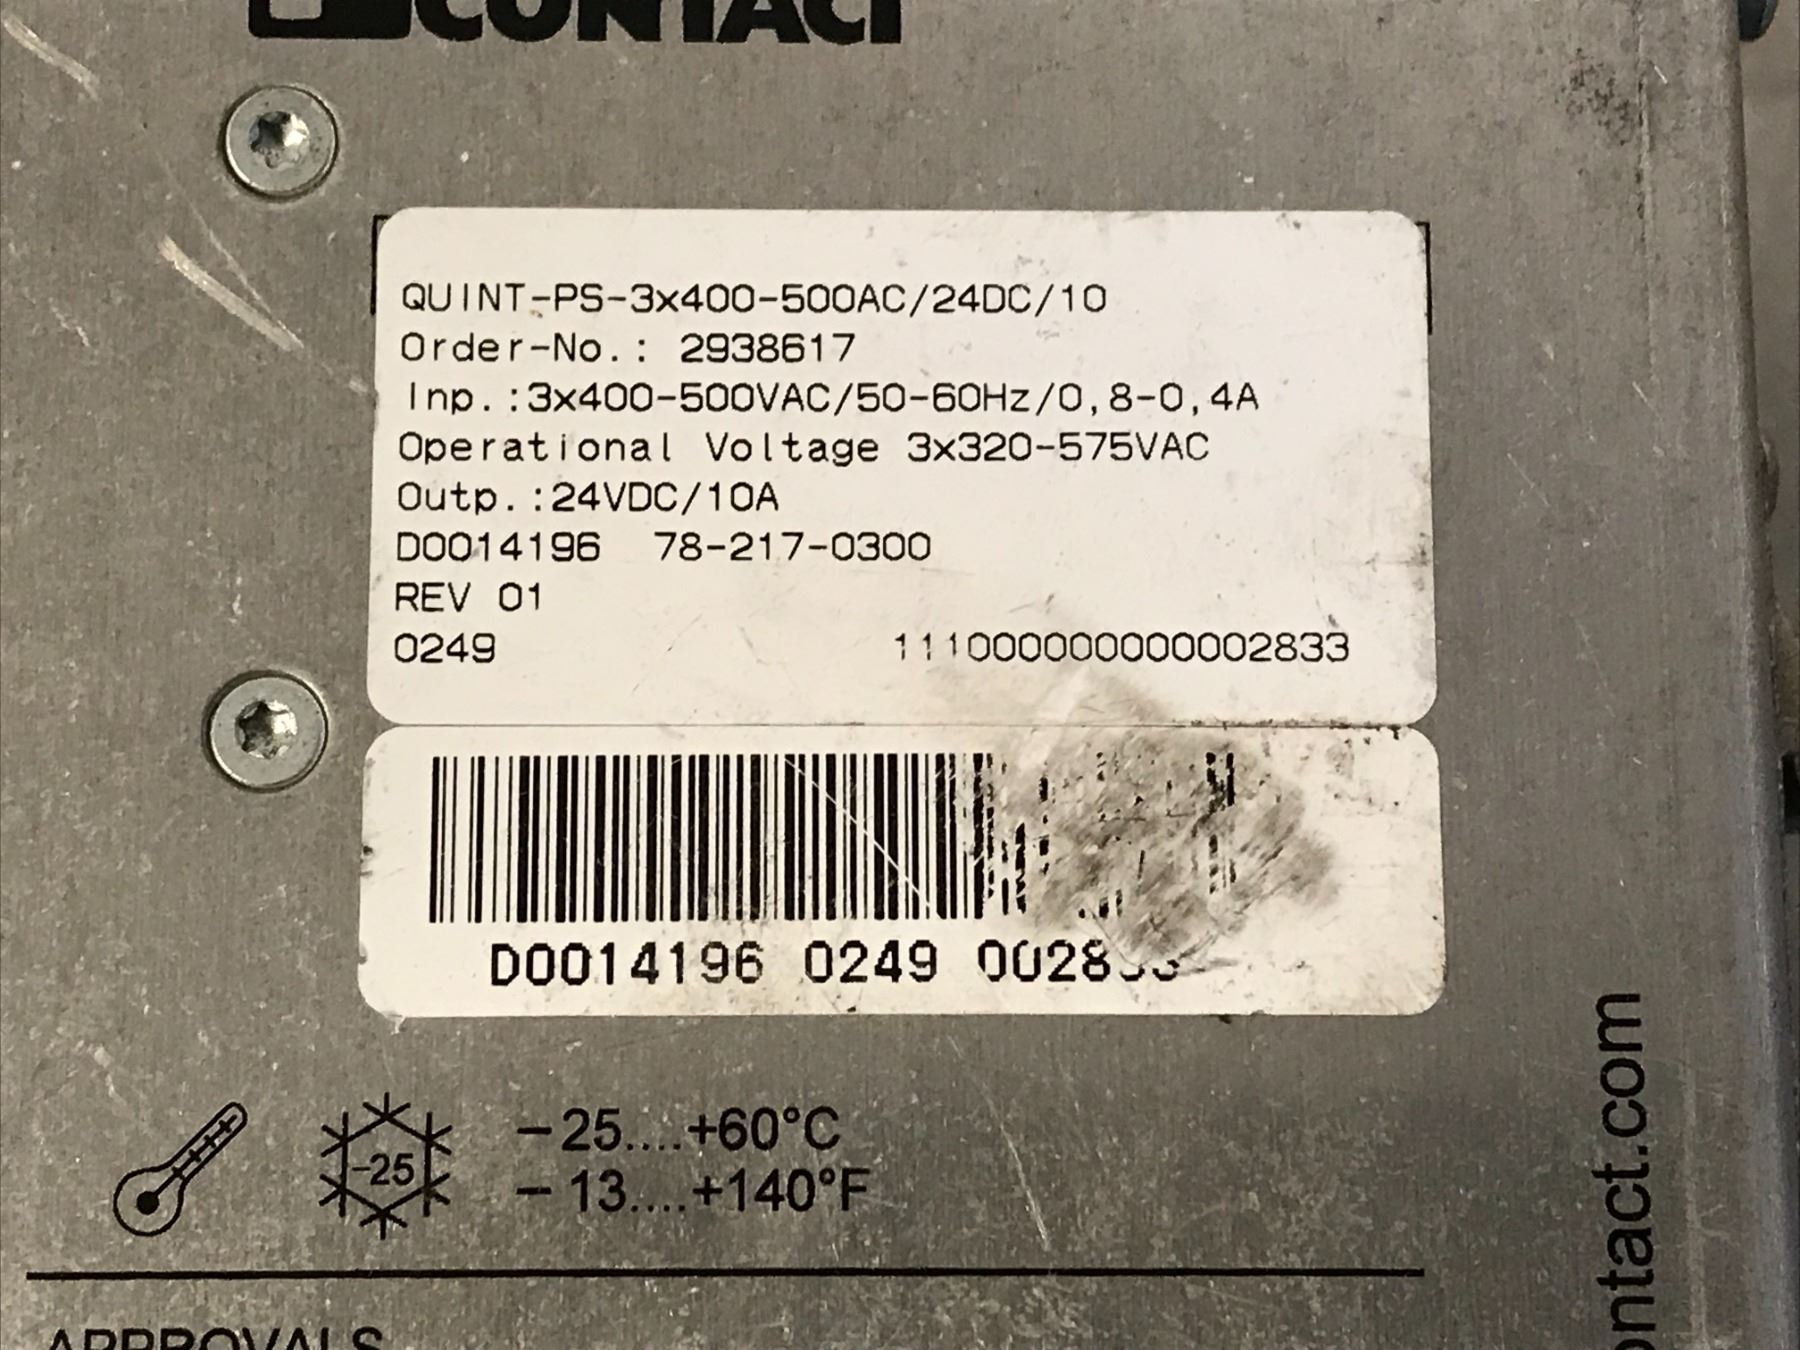 CONTACT
QUINT-PS-3x400-500AC/24DC/10
Order-No.: 2938617
Inp.:3x400-500VAC/50-60Hz/0,8-0,4A
Operational Voltage 3x320-575VAC
Outp.:24VDC/10A
D0014196 78-217-0300
REV 01
0249 111000000000002833
D0014196 0249
-25
-25....+60°C
-13....+140°F
APPROVALS
ontact.com